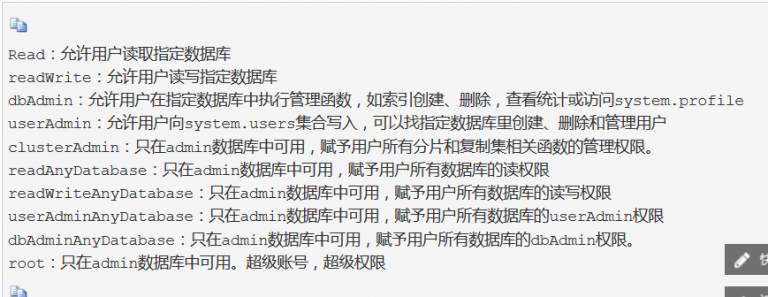 Read：允许用户读取指定数据库
readWrite：允许用户读写指定数据库
dbAdmin：允许用户在指定数据库中执行管理函数，如索引创建、删除，查看统计或访问system.profile
userAdmin：允许用户向system.users集合写入，可以找指定数据库里创建、删除和管理用户
clusterAdmin：只在admin数据库中可用，赋予用户所有分片和复制集相关函数的管理权限。
readAnyDatabase：只在admin数据库中可用，赋予用户所有数据库的读权限
readWriteAnyDatabase：只在admin数据库中可用，赋予用户所有数据库的读写权限
userAdminAnyDatabase：只在admin数据库中可用，赋予用户所有数据库的userAdmin权限
dbAdminAnyDatabase：只在admin数据库中可用，赋予用户所有数据库的dbAdmin权限。
root：只在admin数据库中可用。超级账号，超级权限